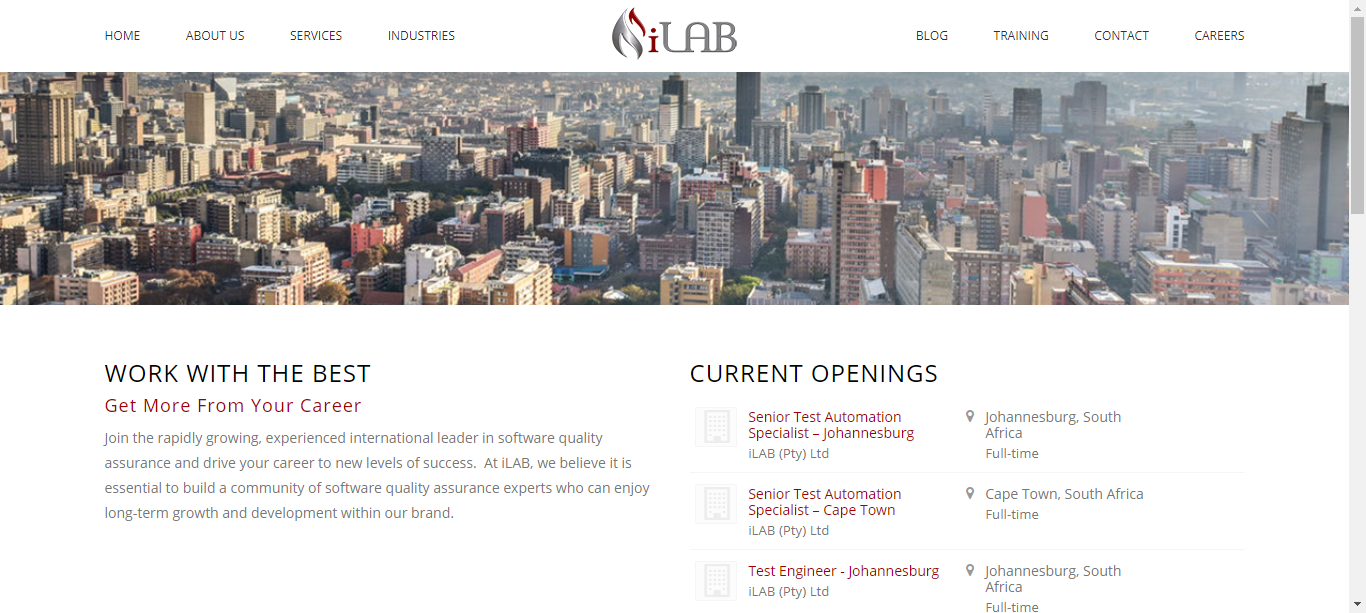 HOME ABOUT US SERVICES INDUSTRIES iLAB BLOG TRAINING CONTACT CAREERS
WORK WITH THE BEST
Get More From Your Career
Join the rapidly growing, experienced international leader in software quality
assurance and drive your career to new levels of success.  At iLAB, we believe it is
essential to build a community of software quality assurance experts who can enjoy
long-term growth and development within our brand.
CURRENT OPENINGS
Senior Test Automation
Specialist – Johannesburg
iLAB (Pty) Ltd
Johannesburg, South
Africa
Full-time
Senior Test Automation
Specialist – Cape Town
iLAB (Pty) Ltd
Cape Town, South Africa
Full-time
Test Engineer - Johannesburg
iLAB (Pty) Ltd
Johannesburg, South
Africa
Full-time